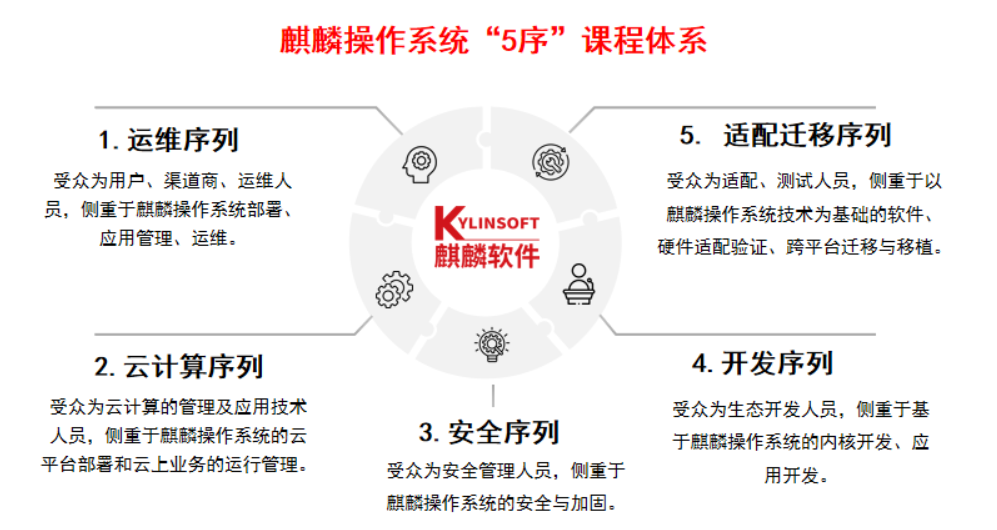 麒麟操作系统“5序”课程体系
1. 运维序列
受众为用户、渠道商、运维人
员，侧重于麒麟操作系统部署、
应用管理、运维。
2. 云计算序列
受众为云计算的管理及应用技术
人员，侧重于麒麟操作系统的云
平台部署和云上业务的运行管理。
3. 安全序列
受众为安全管理人员，侧重于
麒麟操作系统的安全与加固。
4. 开发序列
受众为生态开发人员，侧重于基
于麒麟操作系统的内核开发、应
用开发。
5. 适配迁移序列
受众为适配、测试人员，侧重于以
麒麟操作系统技术为基础的软件、
硬件适配验证、跨平台迁移与移植。
KYLINSOFT
麒麟软件